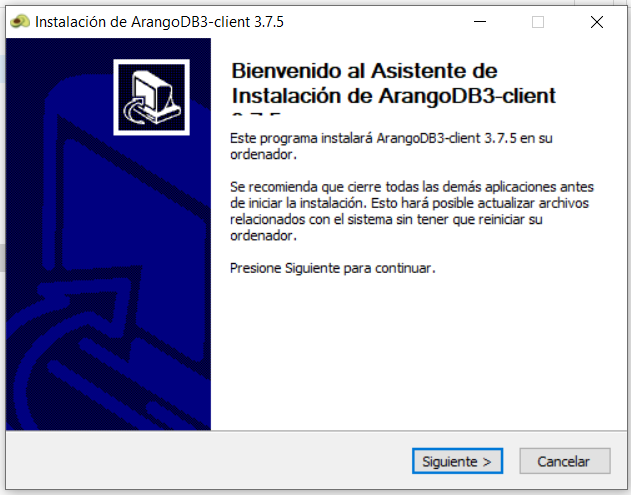 Instalación de ArangoDB3-client 3.7.5
Bienvenido al Asistente de
Instalación de ArangoDB3-client
3.7.5
Este programa instalará ArangoDB3-client 3.7.5 en su
ordenador.
Se recomienda que cierre todas las demás aplicaciones antes
de iniciar la instalación. Esto hará posible actualizar archivos
relacionados con el sistema sin tener que reiniciar su
ordenador.
Presione Siguiente para continuar.
Siguiente >
Cancelar